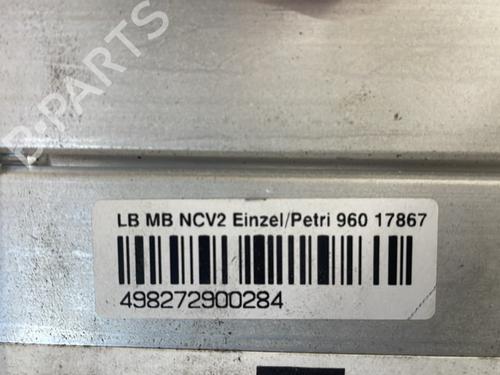 B-PARTS
LB MB NCV2 Einzel/Petri 960 17867
498272900284